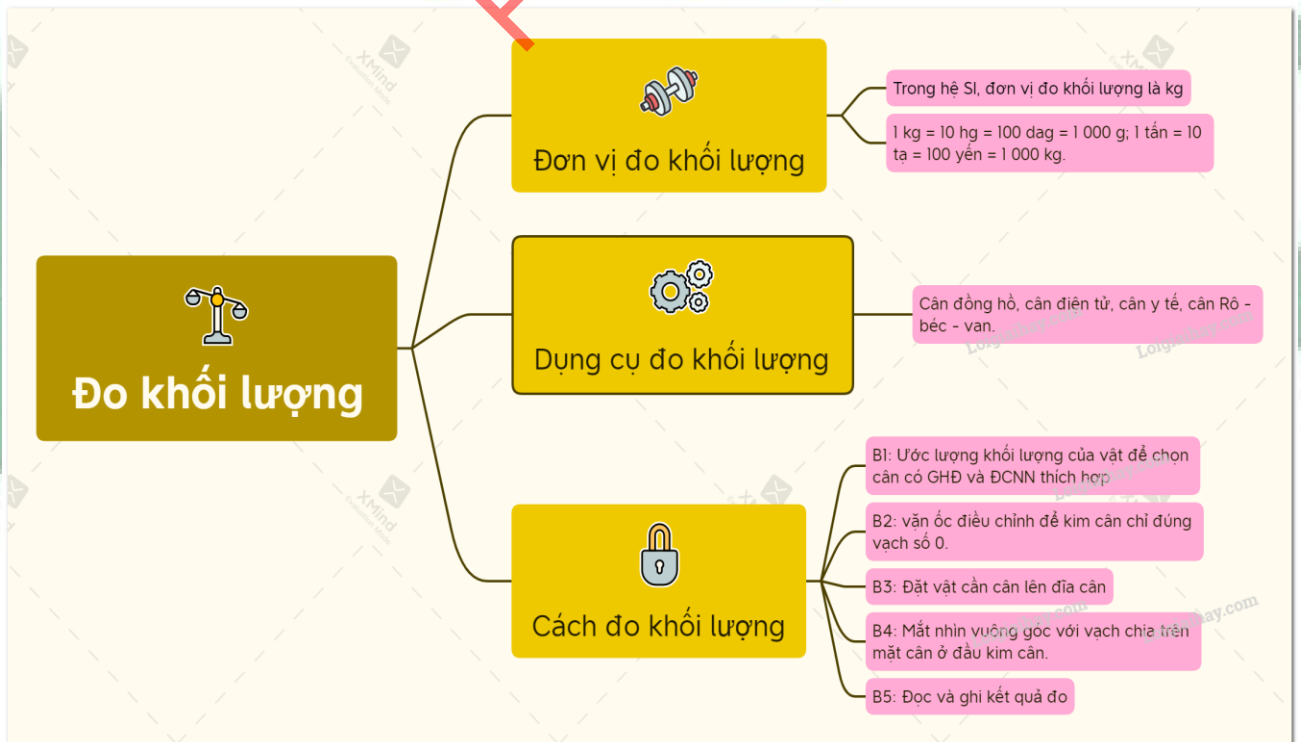 Đo khối lượng
Đơn vị đo khối lượng
Trong hệ SI, đơn vị đo khối lượng là kg
1 kg = 10 hg = 100 dag = 1 000 g; 1 tấn = 10
tạ = 100 yến = 1 000 kg.
Dụng cụ đo khối lượng
Cân đồng hồ, cân điện tử, cân y tế, cân Rô -
béc - van.
Cách đo khối lượng
B1: Ước lượng khối lượng của vật để chọn
cân có GHĐ và ĐCNN thích hợp
B2: vặn ốc điều chỉnh để kim cân chỉ đúng
vạch số 0.
B3: Đặt vật cần cân lên đĩa cân
B4: Mắt nhìn vuông góc với vạch chia trên
mặt cân ở đầu kim cân.
B5: Đọc và ghi kết quả đo
XMind
Evaluation Mode
XMind
Evaluation Mode